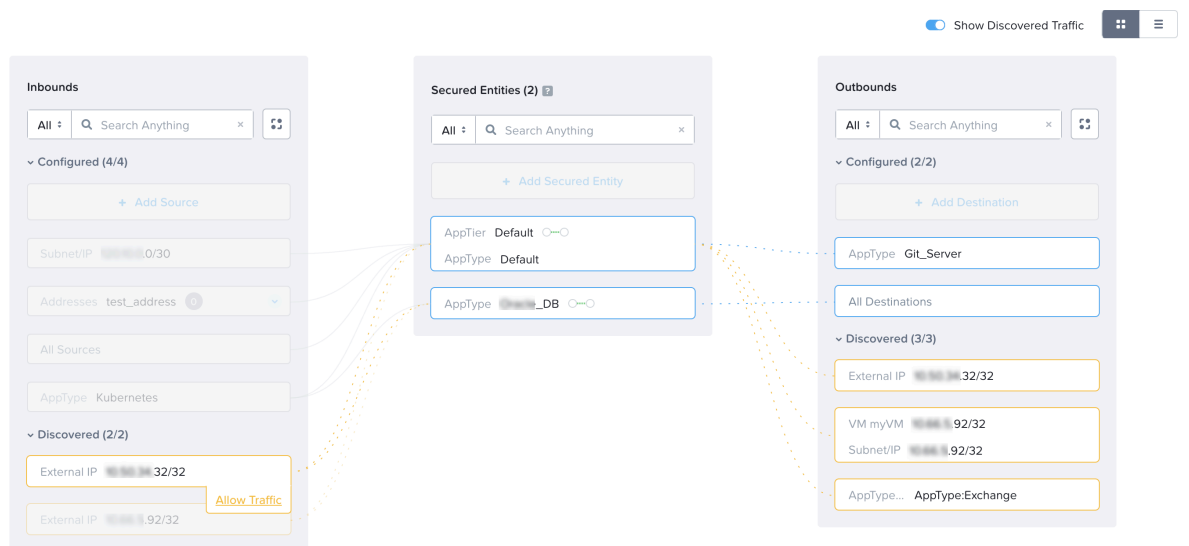 Show Discovered Traffic
Inbounds
All
Search Anything
Configured (4/4)
+ Add Source
Subnet/IP .0/30
Addresses test_address 0
All Sources
AppType Kubernetes
Discovered (2/2)
External IP .32/32
Allow Traffic
External IP .92/32
Secured Entities (2) ?
All
Search Anything
+ Add Secured Entity
AppTier Default
AppType Default
AppType _DB
Outbounds
All
Search Anything
Configured (2/2)
+ Add Destination
AppType Git_Server
All Destinations
Discovered (3/3)
External IP .32/32
VM myVM .92/32
Subnet/IP .92/32
AppType... AppType:Exchange